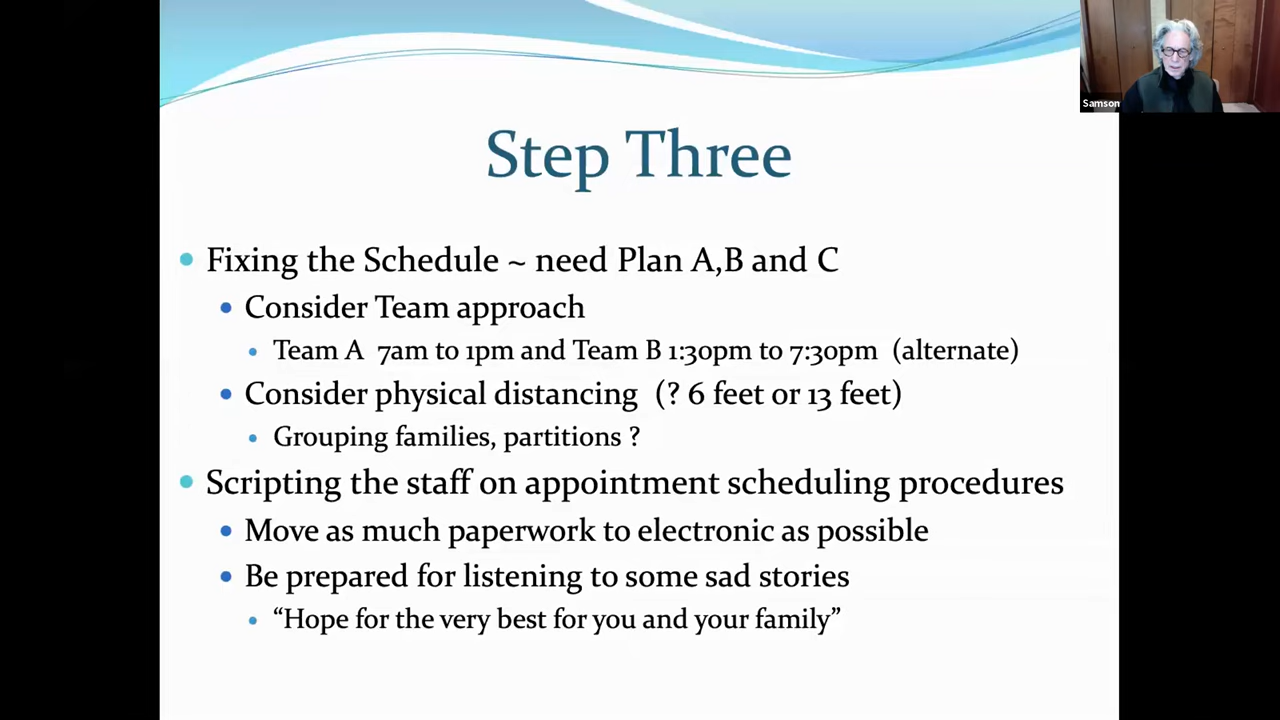 Samson
Step Three
Fixing the Schedule ~ need Plan A,B and C
Consider Team approach
Team A 7am to 1pm and Team B 1:30pm to 7:30pm (alternate)
Consider physical distancing (? 6 feet or 13 feet)
Grouping families, partitions ?
Scripting the staff on appointment scheduling procedures
Move as much paperwork to electronic as possible
Be prepared for listening to some sad stories
“Hope for the very best for you and your family”